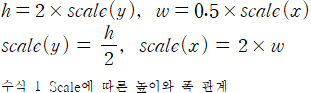 h = 2 × scale(y), w = 0.5 × scale(x)
scale(y) = h/2, scale(x) = 2 × w
수식 1 Scale에 따른 높이와 폭 관계